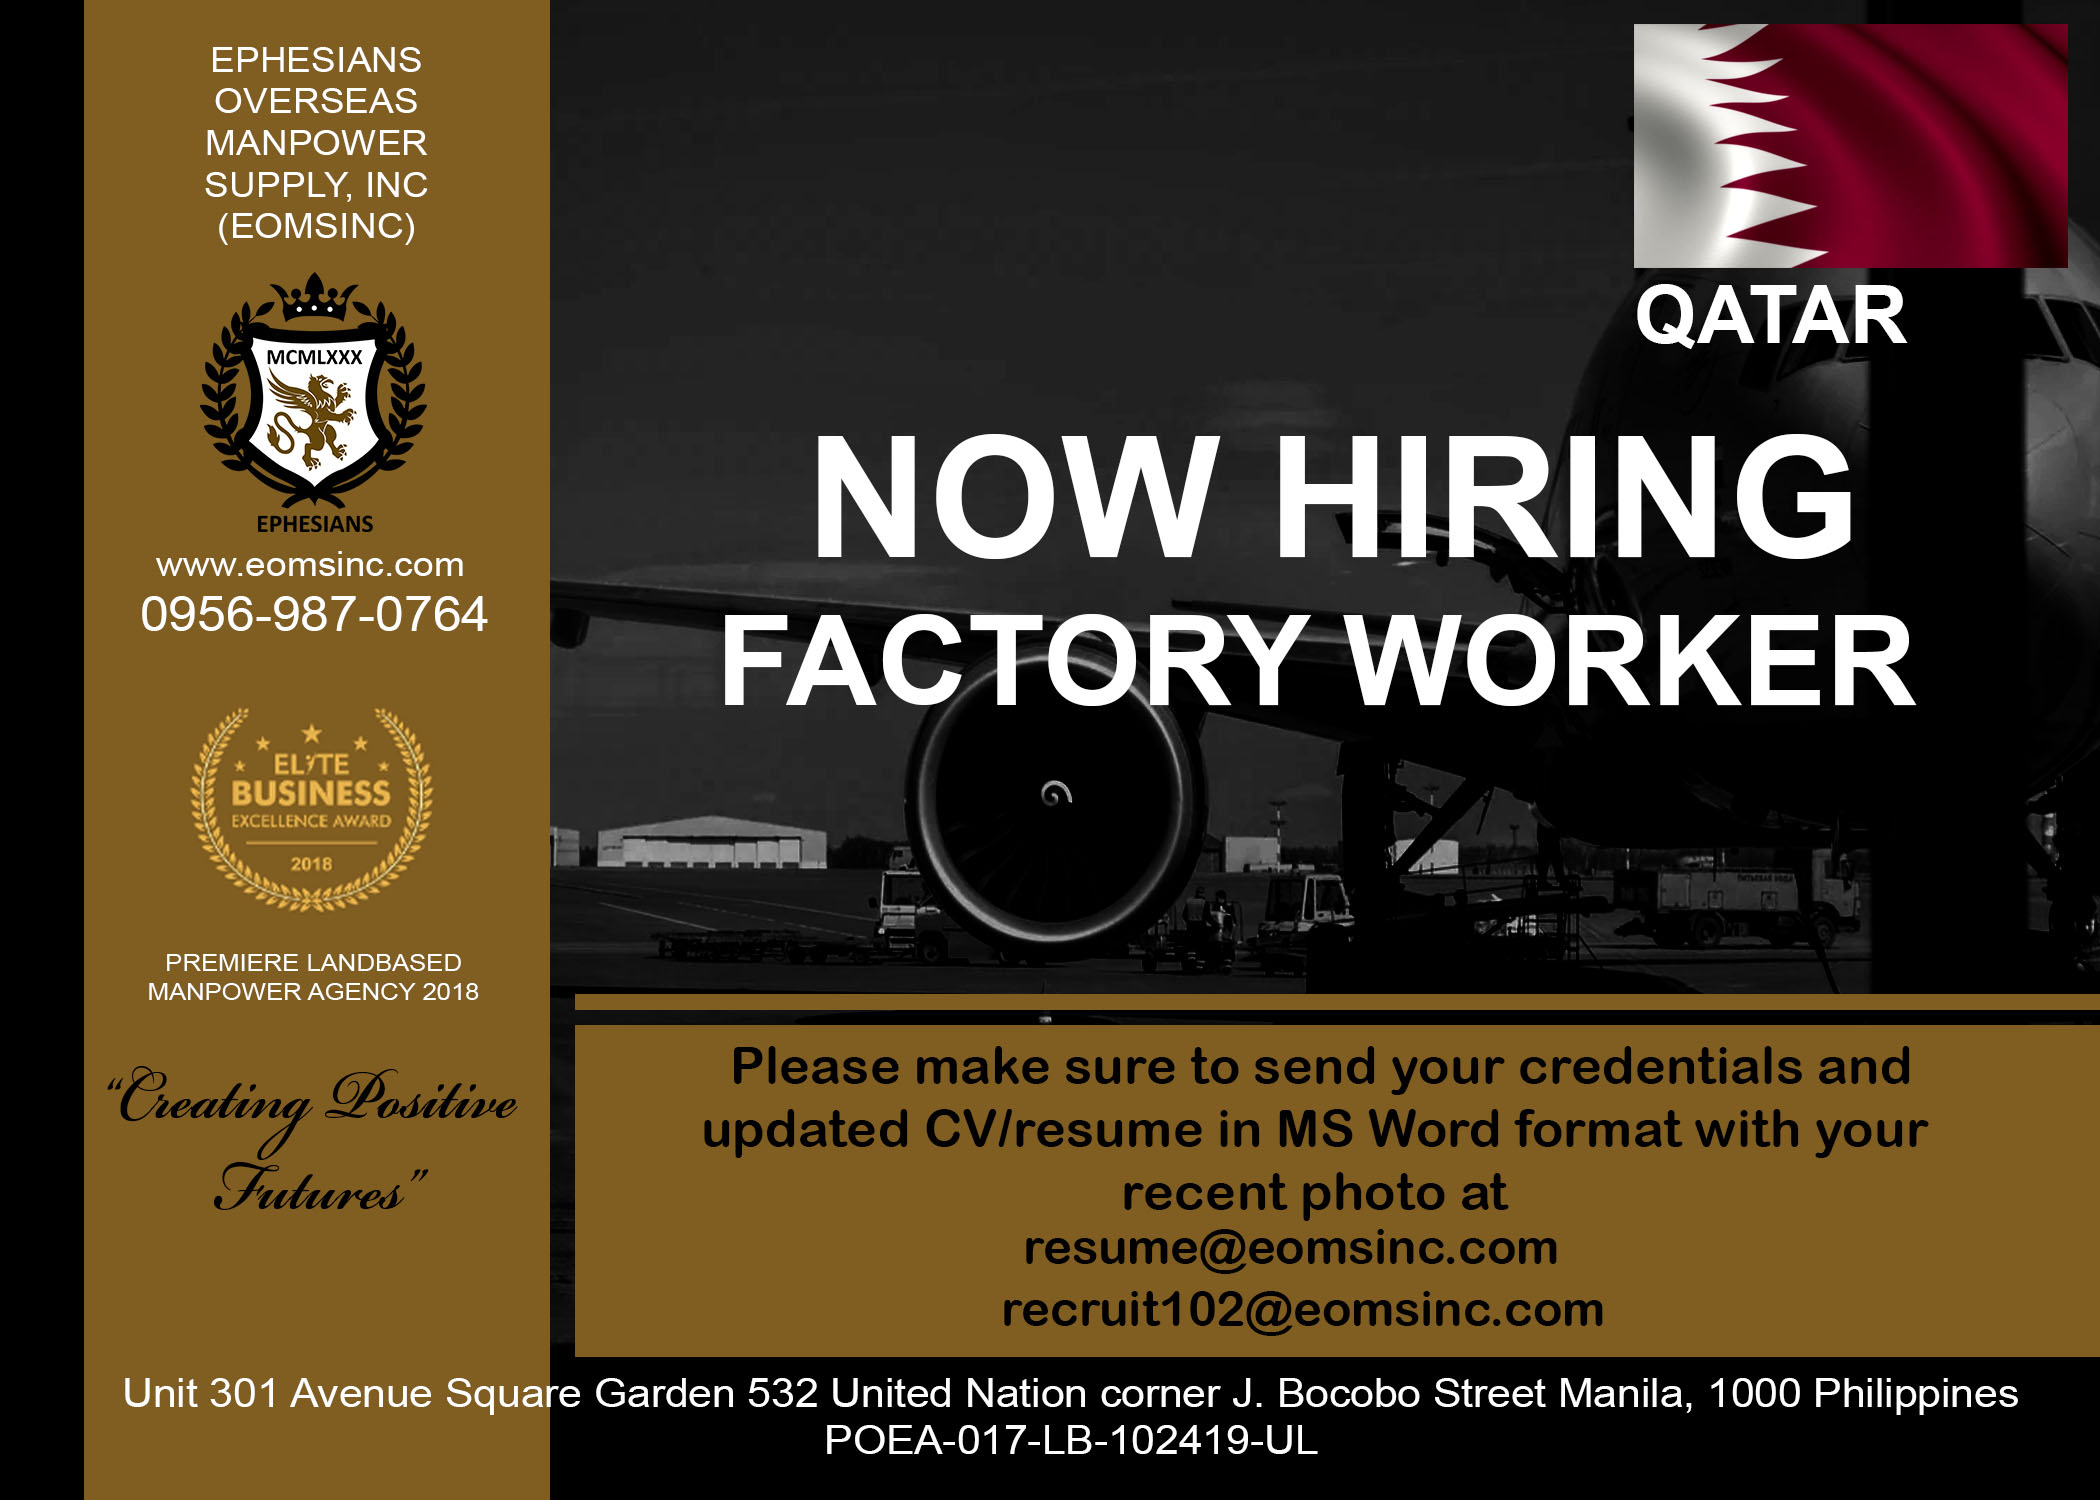 EPHESIANS
OVERSEAS
MANPOWER
SUPPLY, INC
(EOMSINC)
MCMLXXX
EPHESIANS
www.eomsinc.com
0956-987-0764
ELITE
BUSINESS
EXCELLENCE AWARD
2018
PREMIERE LANDBASED
MANPOWER AGENCY 2018
“Creating Positive
Futures”
QATAR
NOW HIRING
FACTORY WORKER
Please make sure to send your credentials and
updated CV/resume in MS Word format with your
recent photo at
resume@eomsinc.com
recruit102@eomsinc.com
Unit 301 Avenue Square Garden 532 United Nation corner J. Bocobo Street Manila, 1000 Philippines
POEA-017-LB-102419-UL